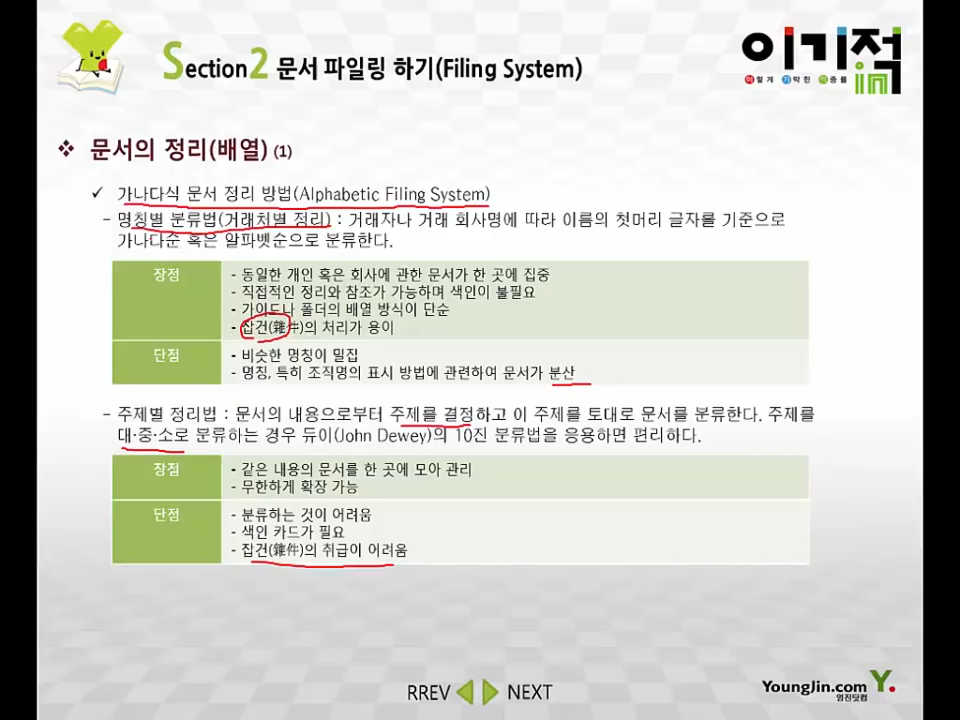 Section2 문서 파일링 하기(Filing System)
이기적in
이렇게 기막힌 적중률
❖ 문서의 정리(배열) (1)
✓ 가나다식 문서 정리 방법(Alphabetic Filing System)
- 명칭별 분류법(거래처별 정리) : 거래자나 거래 회사명에 따라 이름의 첫머리 글자를 기준으로
가나다순 혹은 알파벳순으로 분류한다.
장점
- 동일한 개인 혹은 회사에 관한 문서가 한 곳에 집중
- 직접적인 정리와 참조가 가능하며 색인이 불필요
- 가이드나 폴더의 배열 방식이 단순
- 잡건(雜件)의 처리가 용이
단점
- 비슷한 명칭이 밀집
- 명칭, 특히 조직명의 표시 방법에 관련하여 문서가 분산
- 주제별 정리법 : 문서의 내용으로부터 주제를 결정하고 이 주제를 토대로 문서를 분류한다. 주제를
대·중·소로 분류하는 경우 듀이(John Dewey)의 10진 분류법을 응용하면 편리하다.
장점
- 같은 내용의 문서를 한 곳에 모아 관리
- 무한하게 확장 가능
단점
- 분류하는 것이 어려움
- 색인 카드가 필요
- 잡건(雜件)의 취급이 어려움
RREV NEXT
YoungJin.com Y.
영진닷컴